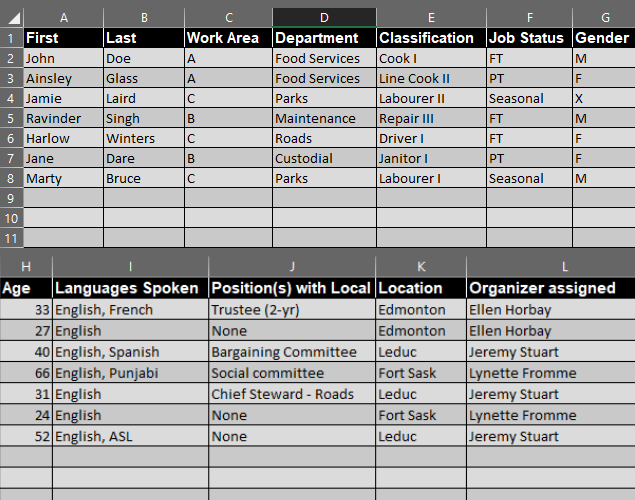 A B C D E F G
1 First Last Work Area Department Classification Job Status Gender
2 John Doe A Food Services Cook I FT M
3 Ainsley Glass A Food Services Line Cook II PT F
4 Jamie Laird C Parks Labourer II Seasonal X
5 Ravinder Singh B Maintenance Repair III FT M
6 Harlow Winters C Roads Driver I FT F
7 Jane Dare B Custodial Janitor I PT F
8 Marty Bruce C Parks Labourer I Seasonal M
9
10
11
H I J K L
Age Languages Spoken Position(s) with Local Location Organizer assigned
33 English, French Trustee (2-yr) Edmonton Ellen Horbay
27 English None Edmonton Ellen Horbay
40 English, Spanish Bargaining Committee Leduc Jeremy Stuart
66 English, Punjabi Social committee Fort Sask Lynette Fromme
31 English Chief Steward - Roads Leduc Jeremy Stuart
24 English None Fort Sask Lynette Fromme
52 English, ASL None Leduc Jeremy Stuart